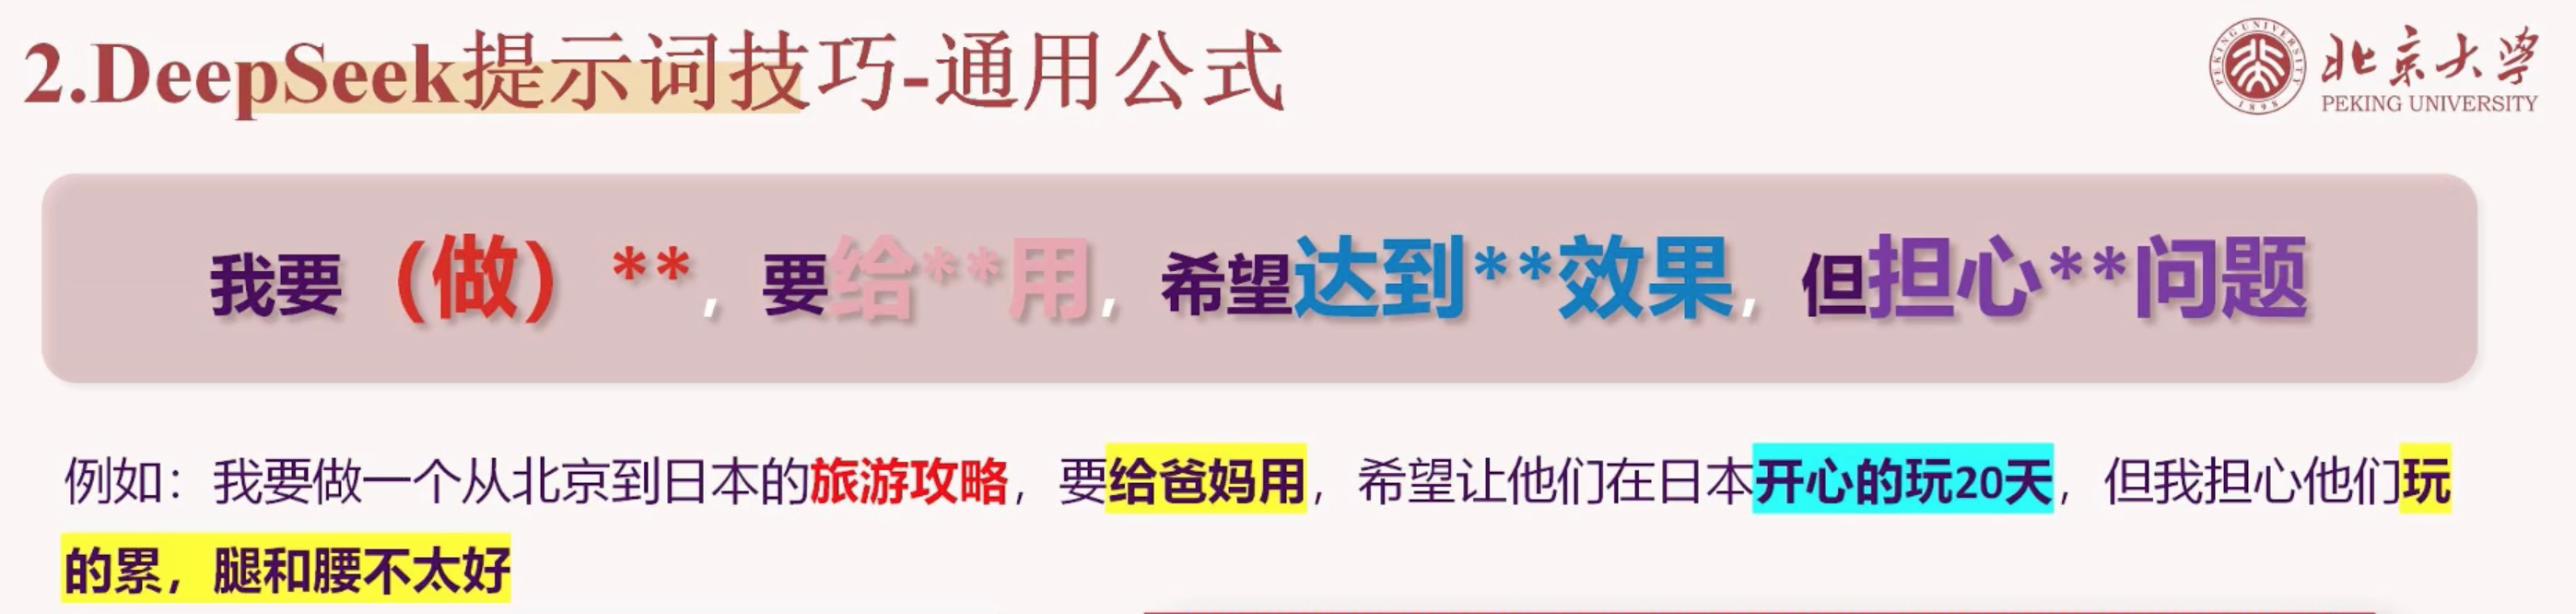 2.DeepSeek提示词技巧-通用公式
北京大学
PEKING UNIVERSITY
PEKING UNIVERSITY
1898
我要（做）**，要给**用，希望达到**效果，但担心**问题
例如：我要做一个从北京到日本的旅游攻略，要给爸妈用，希望让他们在日本开心的玩20天，但我担心他们玩
的累，腿和腰不太好